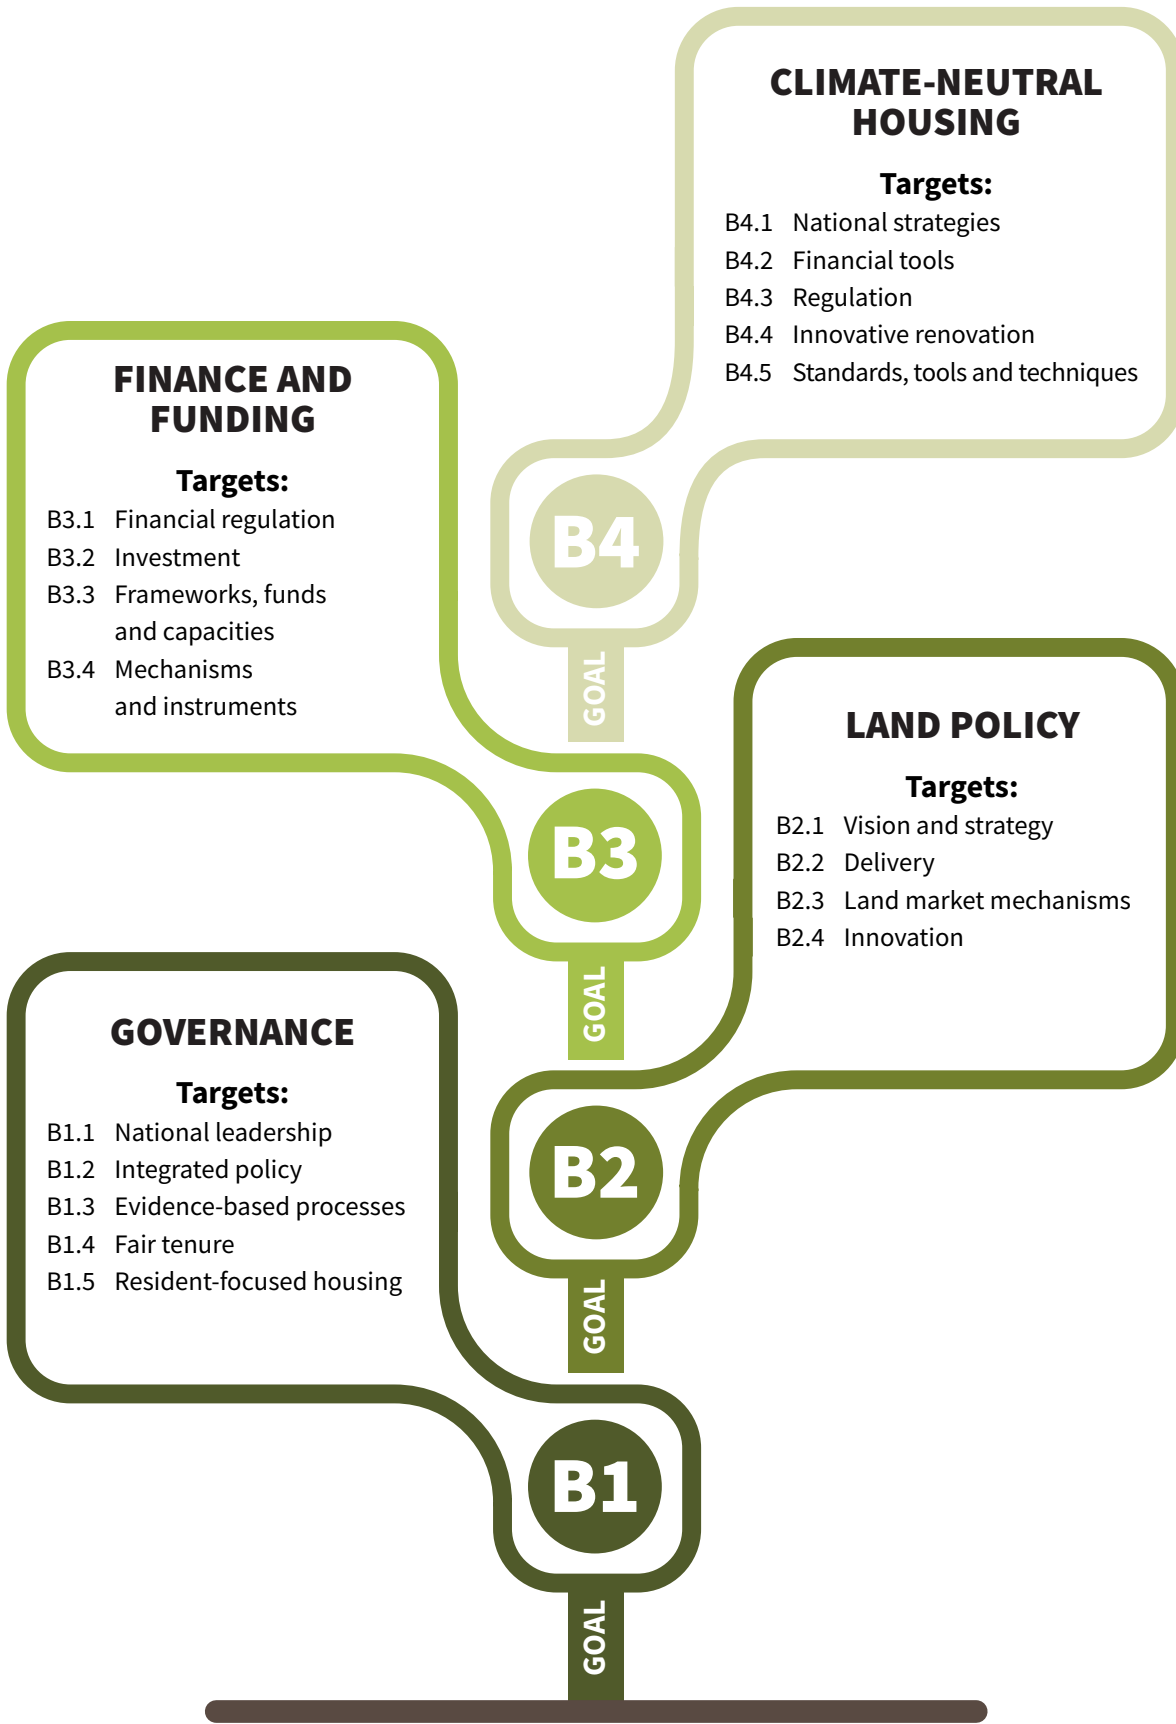 CLIMATE-NEUTRAL
HOUSING
Targets:
B4.1 National strategies
B4.2 Financial tools
B4.3 Regulation
B4.4 Innovative renovation
B4.5 Standards, tools and techniques
B4
GOAL
FINANCE AND
FUNDING
Targets:
B3.1 Financial regulation
B3.2 Investment
B3.3 Frameworks, funds
and capacities
B3.4 Mechanisms
and instruments
B3
GOAL
LAND POLICY
Targets:
B2.1 Vision and strategy
B2.2 Delivery
B2.3 Land market mechanisms
B2.4 Innovation
B2
GOAL
GOVERNANCE
Targets:
B1.1 National leadership
B1.2 Integrated policy
B1.3 Evidence-based processes
B1.4 Fair tenure
B1.5 Resident-focused housing
B1
GOAL